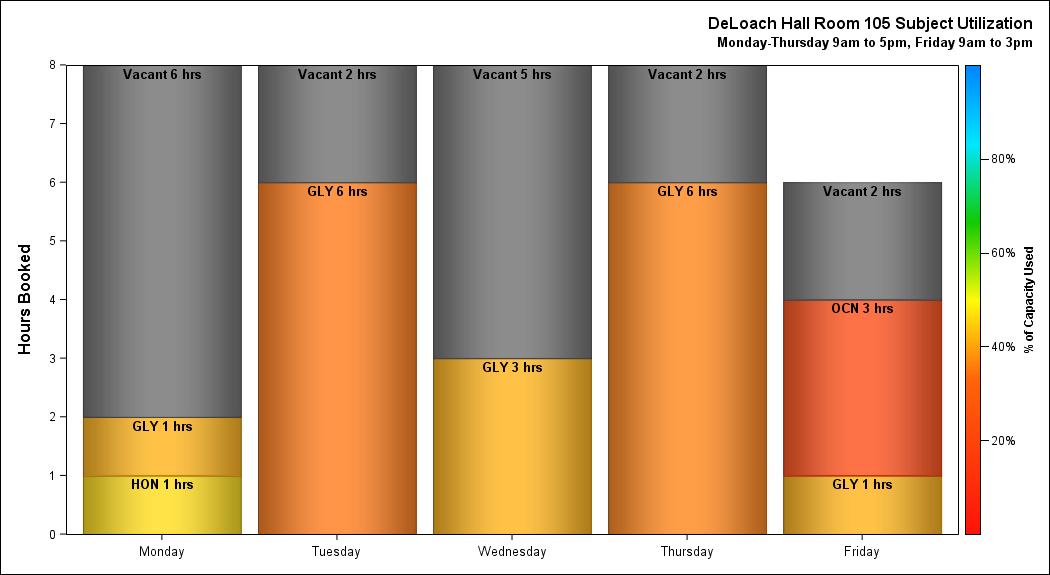 DeLoach Hall Room 105 Subject Utilization
Monday-Thursday 9am to 5pm, Friday 9am to 3pm
Hours Booked
8
7
6
5
4
3
2
1
0
Vacant 6 hrs
GLY 1 hrs
HON 1 hrs
Vacant 2 hrs
GLY 6 hrs
Vacant 5 hrs
GLY 3 hrs
Vacant 2 hrs
GLY 6 hrs
Vacant 2 hrs
OCN 3 hrs
GLY 1 hrs
Monday
Tuesday
Wednesday
Thursday
Friday
80%
60%
40%
20%
% of Capacity Used